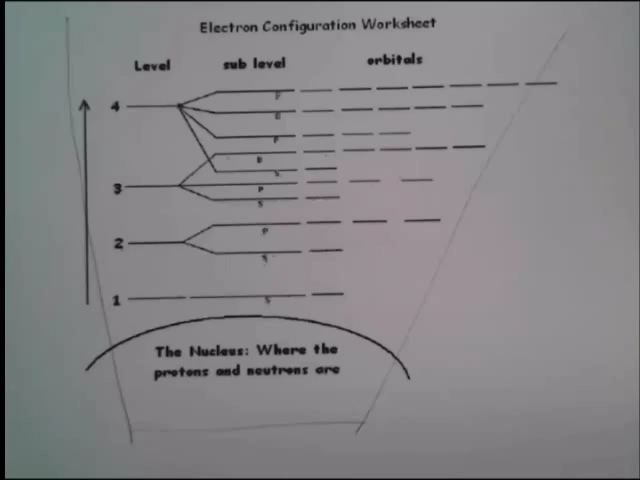 Electron Configuration Worksheet
Level sub level orbitals
4
P
D
3
P
S
2
P
S
1
S
The Nucleus: Where the
protons and neutrons are